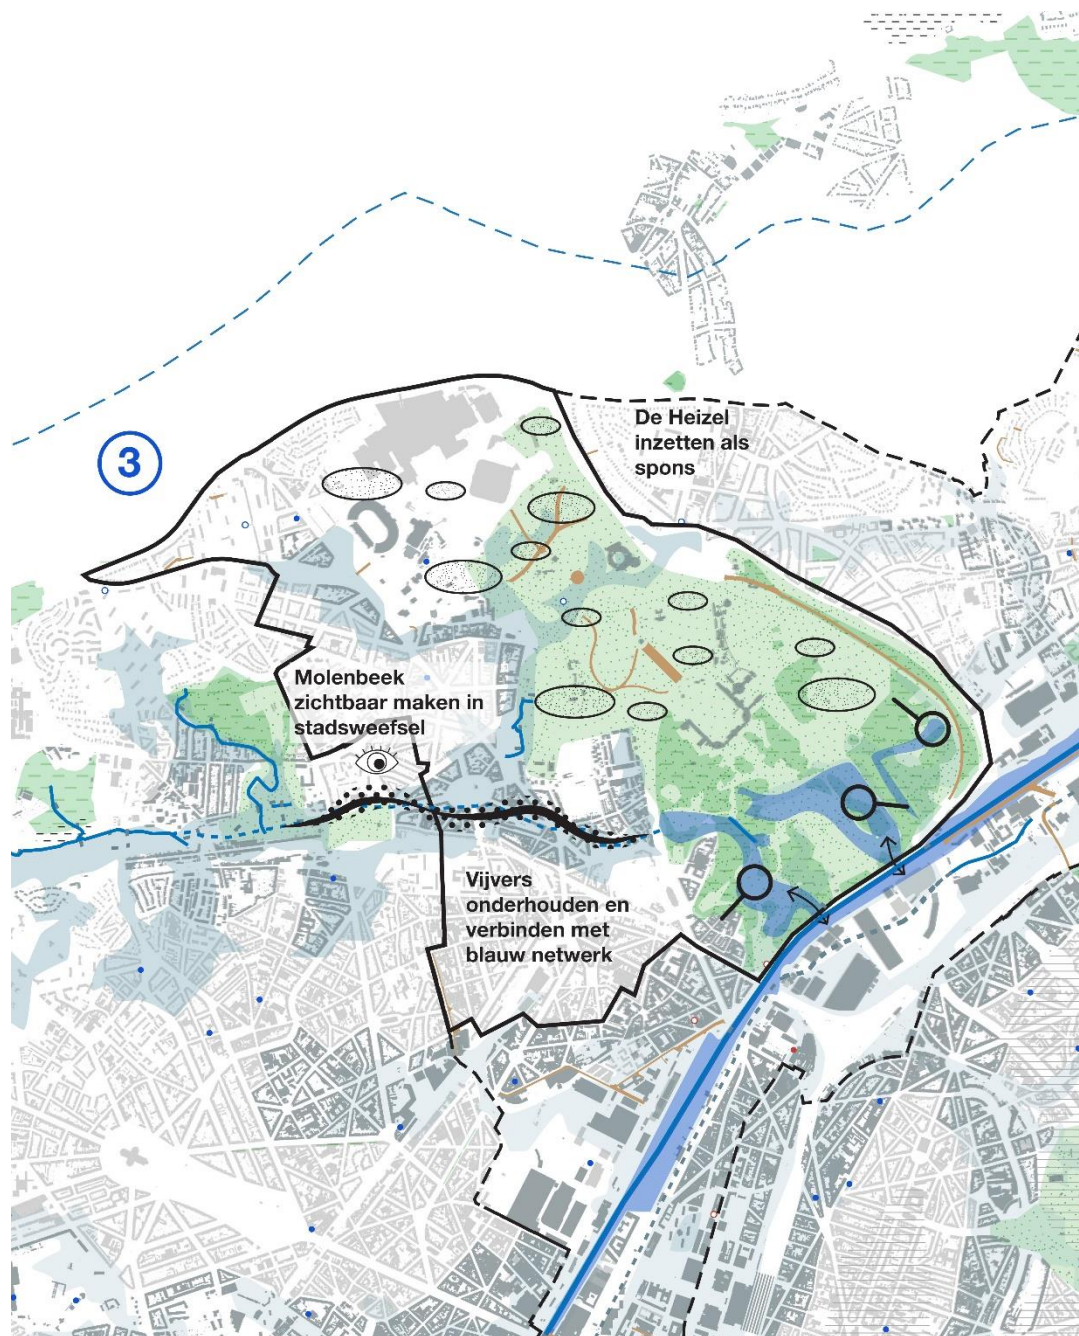 De Heizel
inzetten als
spons
3
Molenbeek
zichtbaar maken in
stadsweefsel
Vijvers
onderhouden en
verbinden met
blauw netwerk